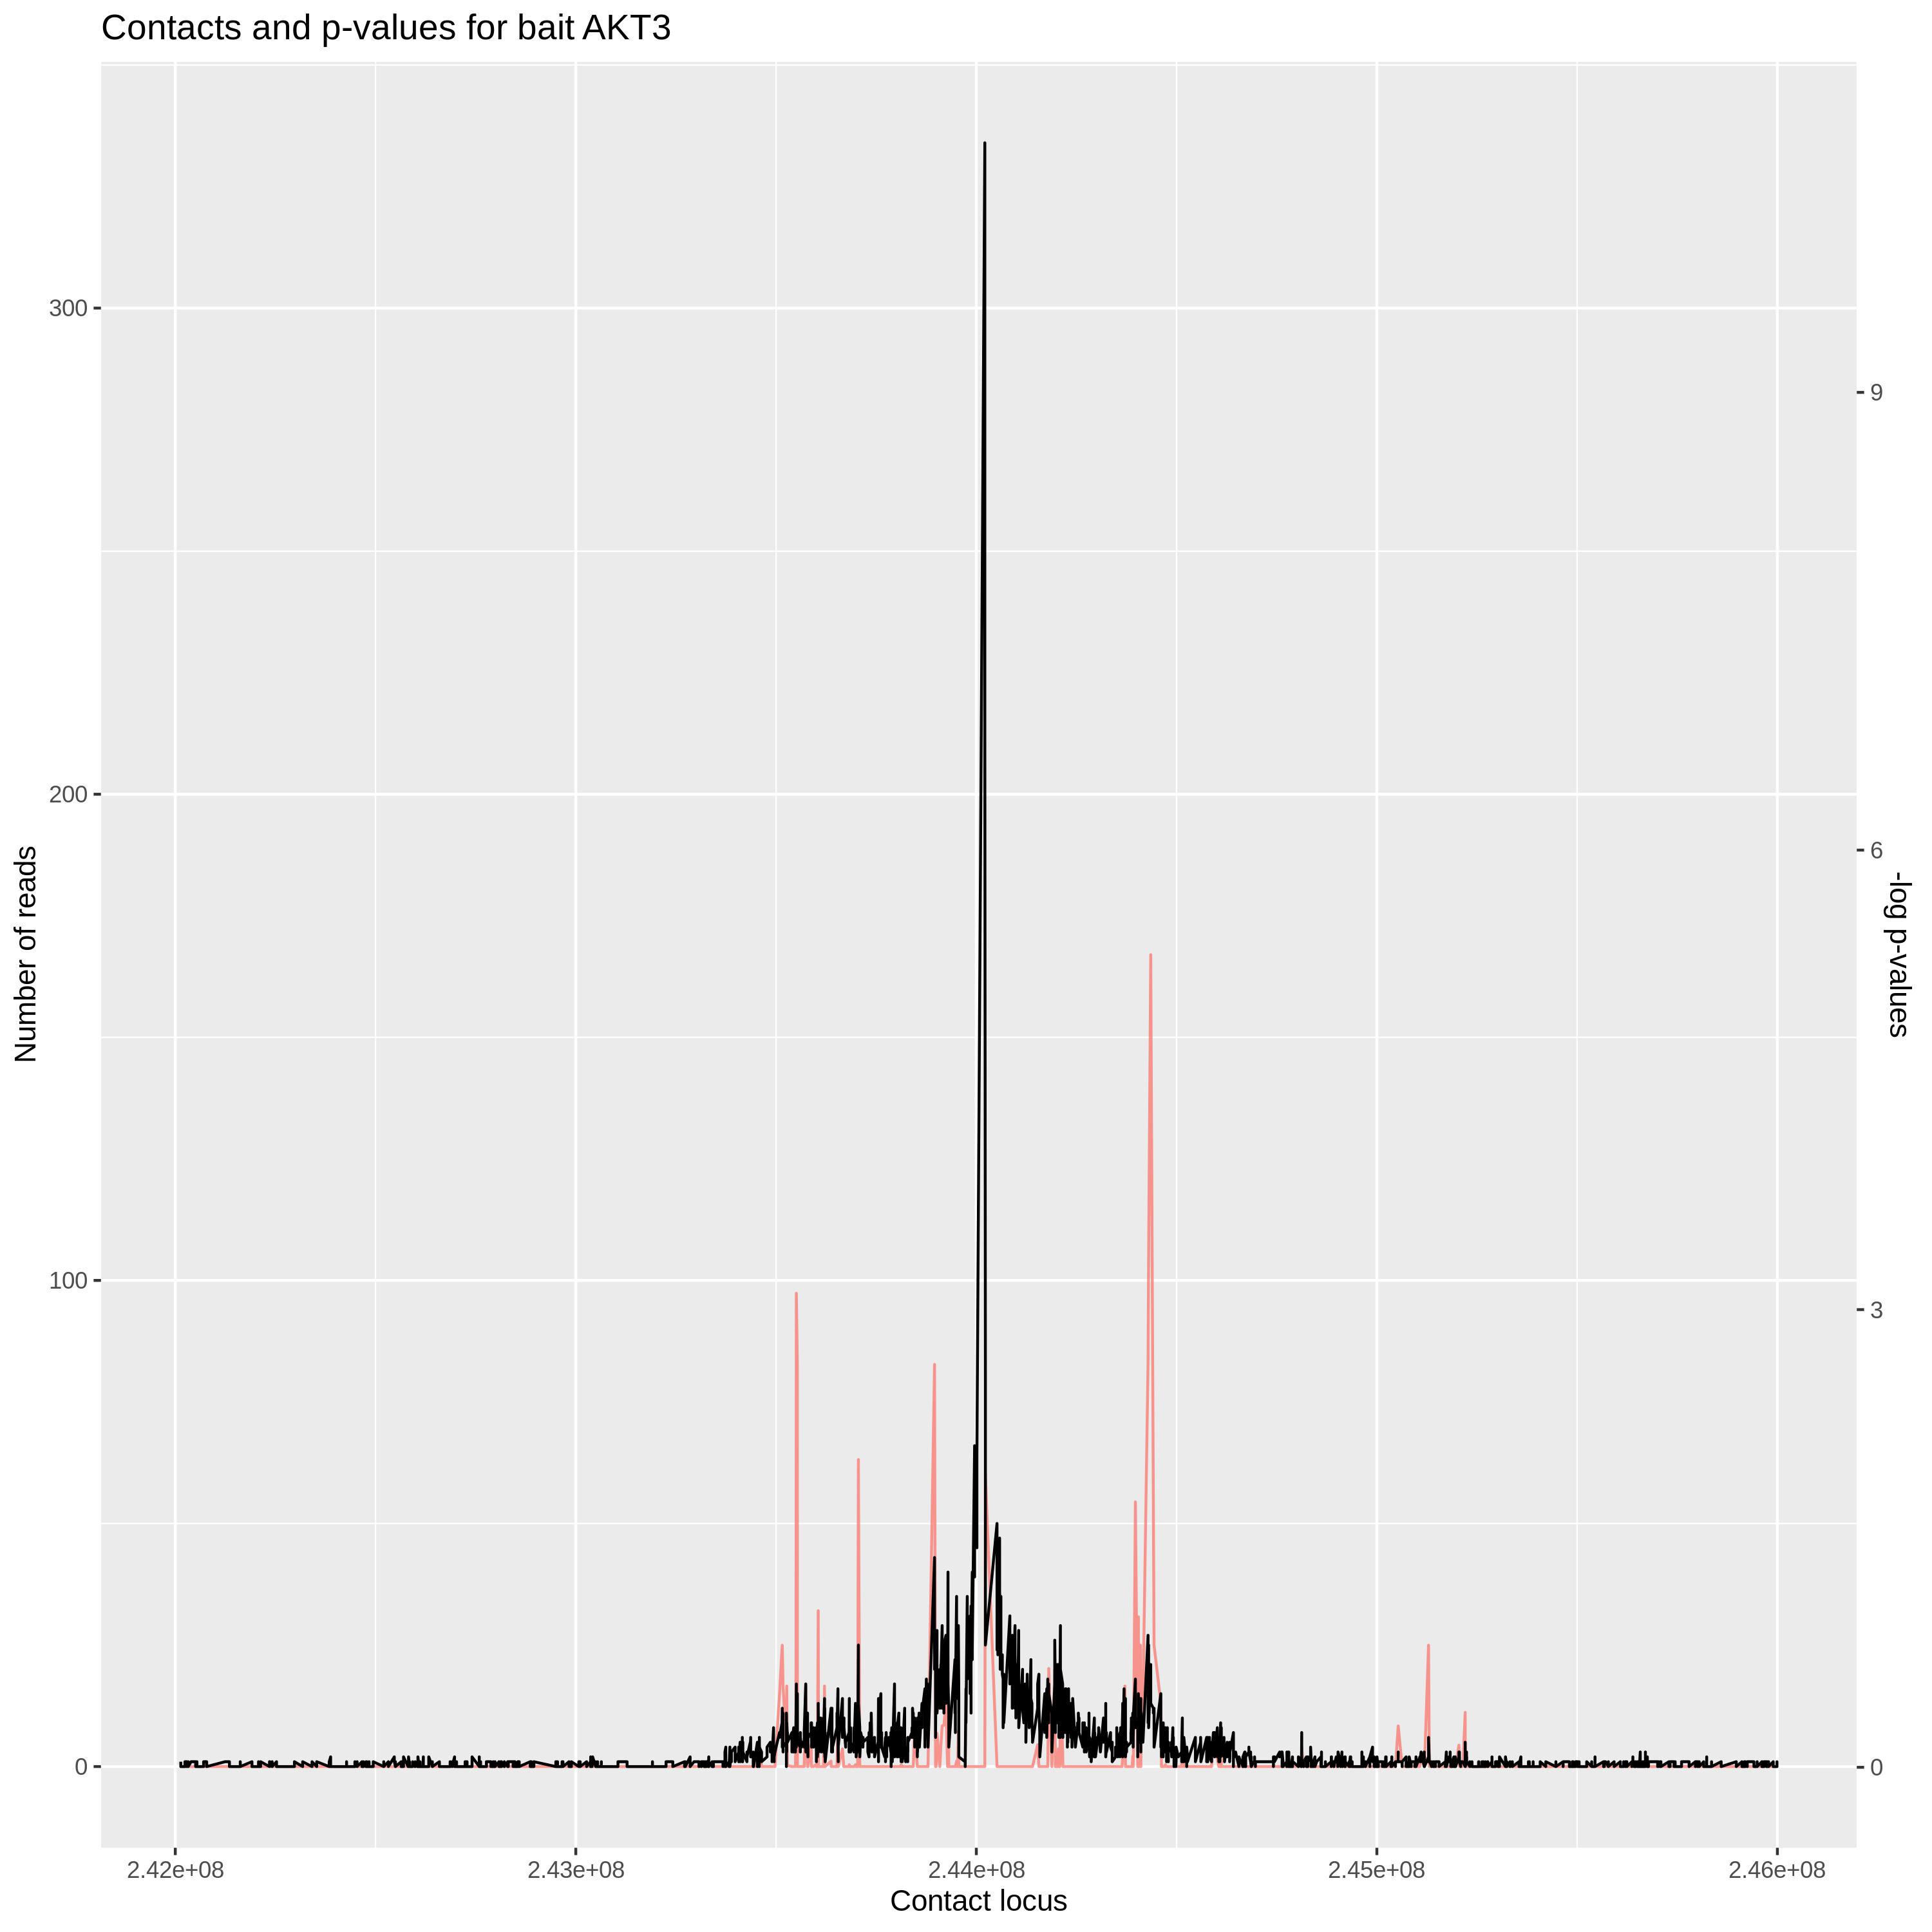 Contacts and p-values for bait AKT3
300
200
100
0
Number of reads
9
6
3
0
-log p-values
2.42e+08
2.43e+08
2.44e+08
2.45e+08
2.46e+08
Contact locus